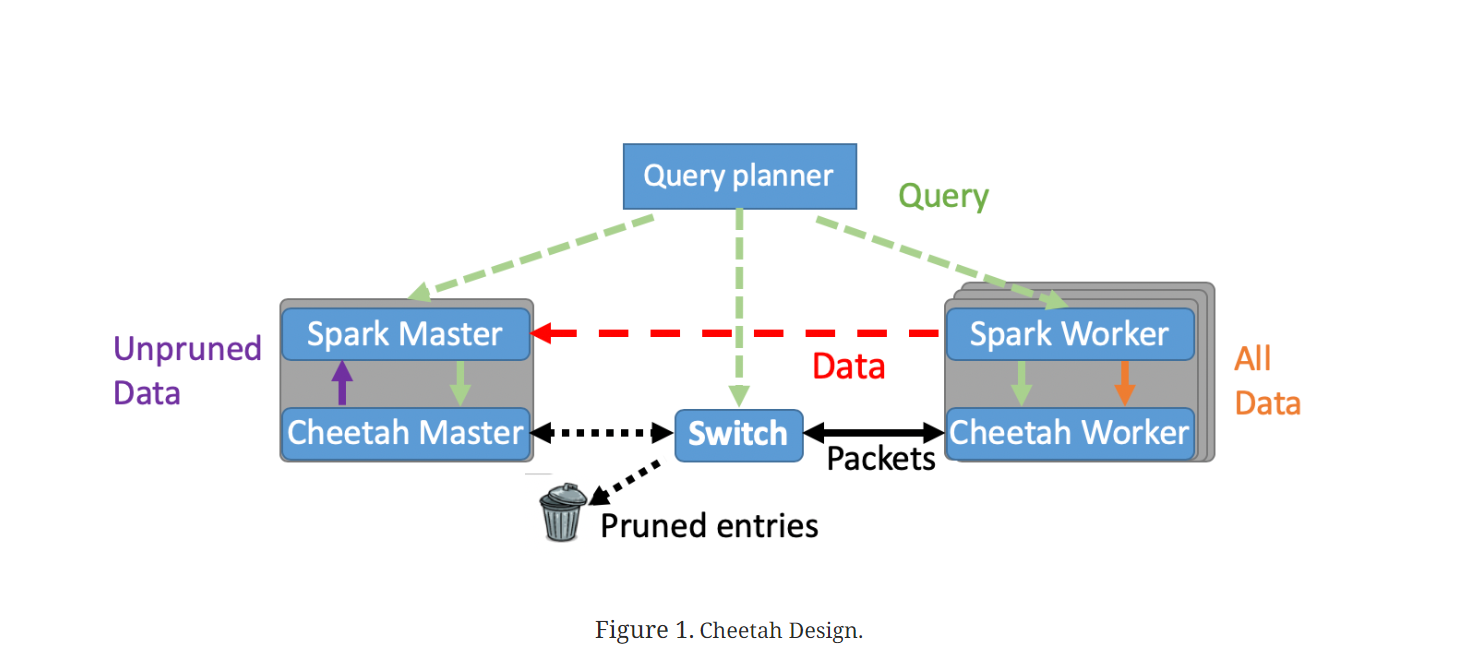 Query planner
Query
Spark Master
Spark Worker
Unpruned
Data
Data
All
Data
Cheetah Master
Switch
Cheetah Worker
Packets
Pruned entries
Figure 1. Cheetah Design.